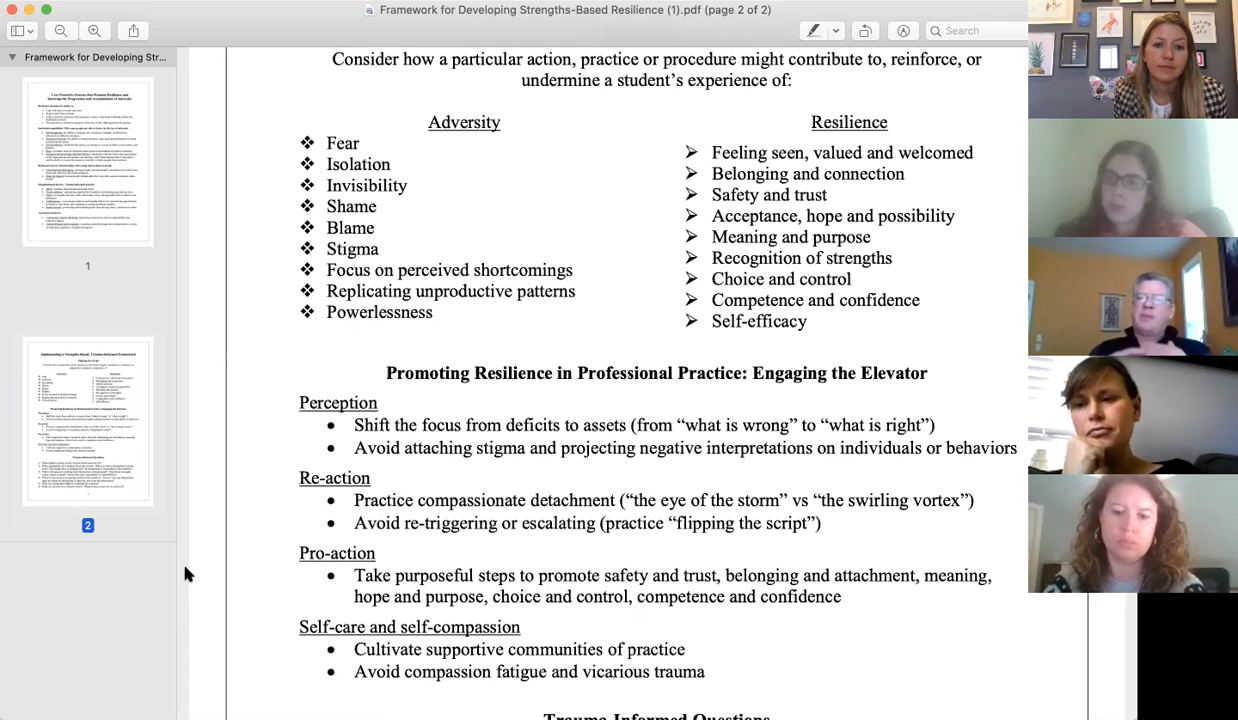 Framework for Developing Strengths-Based Resilience (1).pdf (page 2 of 2)
Search
Framework for Developing Str...
1
2
Consider how a particular action, practice or procedure might contribute to, reinforce, or
undermine a student’s experience of:
Adversity
❖ Fear
❖ Isolation
❖ Invisibility
❖ Shame
❖ Blame
❖ Stigma
❖ Focus on perceived shortcomings
❖ Replicating unproductive patterns
❖ Powerlessness
Resilience
➢ Feeling seen, valued and welcomed
➢ Belonging and connection
➢ Safety and trust
➢ Acceptance, hope and possibility
➢ Meaning and purpose
➢ Recognition of strengths
➢ Choice and control
➢ Competence and confidence
➢ Self-efficacy
Promoting Resilience in Professional Practice: Engaging the Elevator
Perception
• Shift the focus from deficits to assets (from “what is wrong” to “what is right”)
• Avoid attaching stigma and projecting negative interpretations on individuals or behaviors
Re-action
• Practice compassionate detachment (“the eye of the storm” vs “the swirling vortex”)
• Avoid re-triggering or escalating (practice “flipping the script”)
Pro-action
• Take purposeful steps to promote safety and trust, belonging and attachment, meaning,
hope and purpose, choice and control, competence and confidence
Self-care and self-compassion
• Cultivate supportive communities of practice
• Avoid compassion fatigue and vicarious trauma
Trauma-Informed Questions